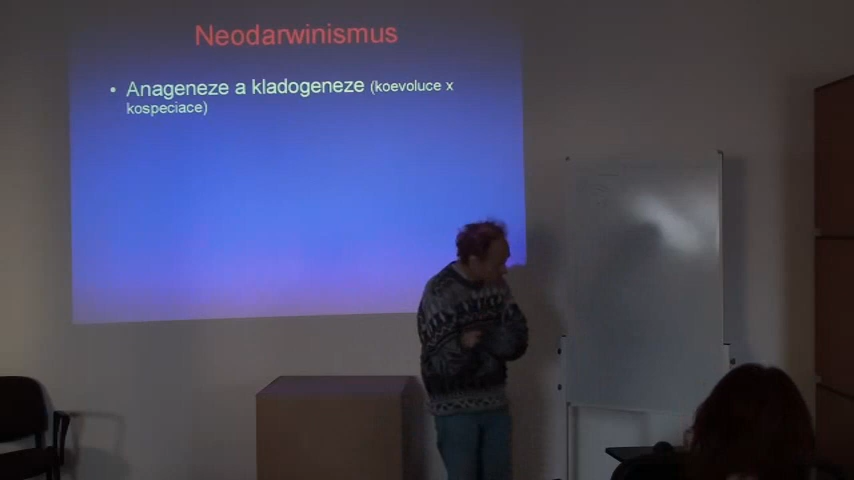 Neodarwinismus
• Anageneze a kladogeneze (koevoluce x
kospeciace)